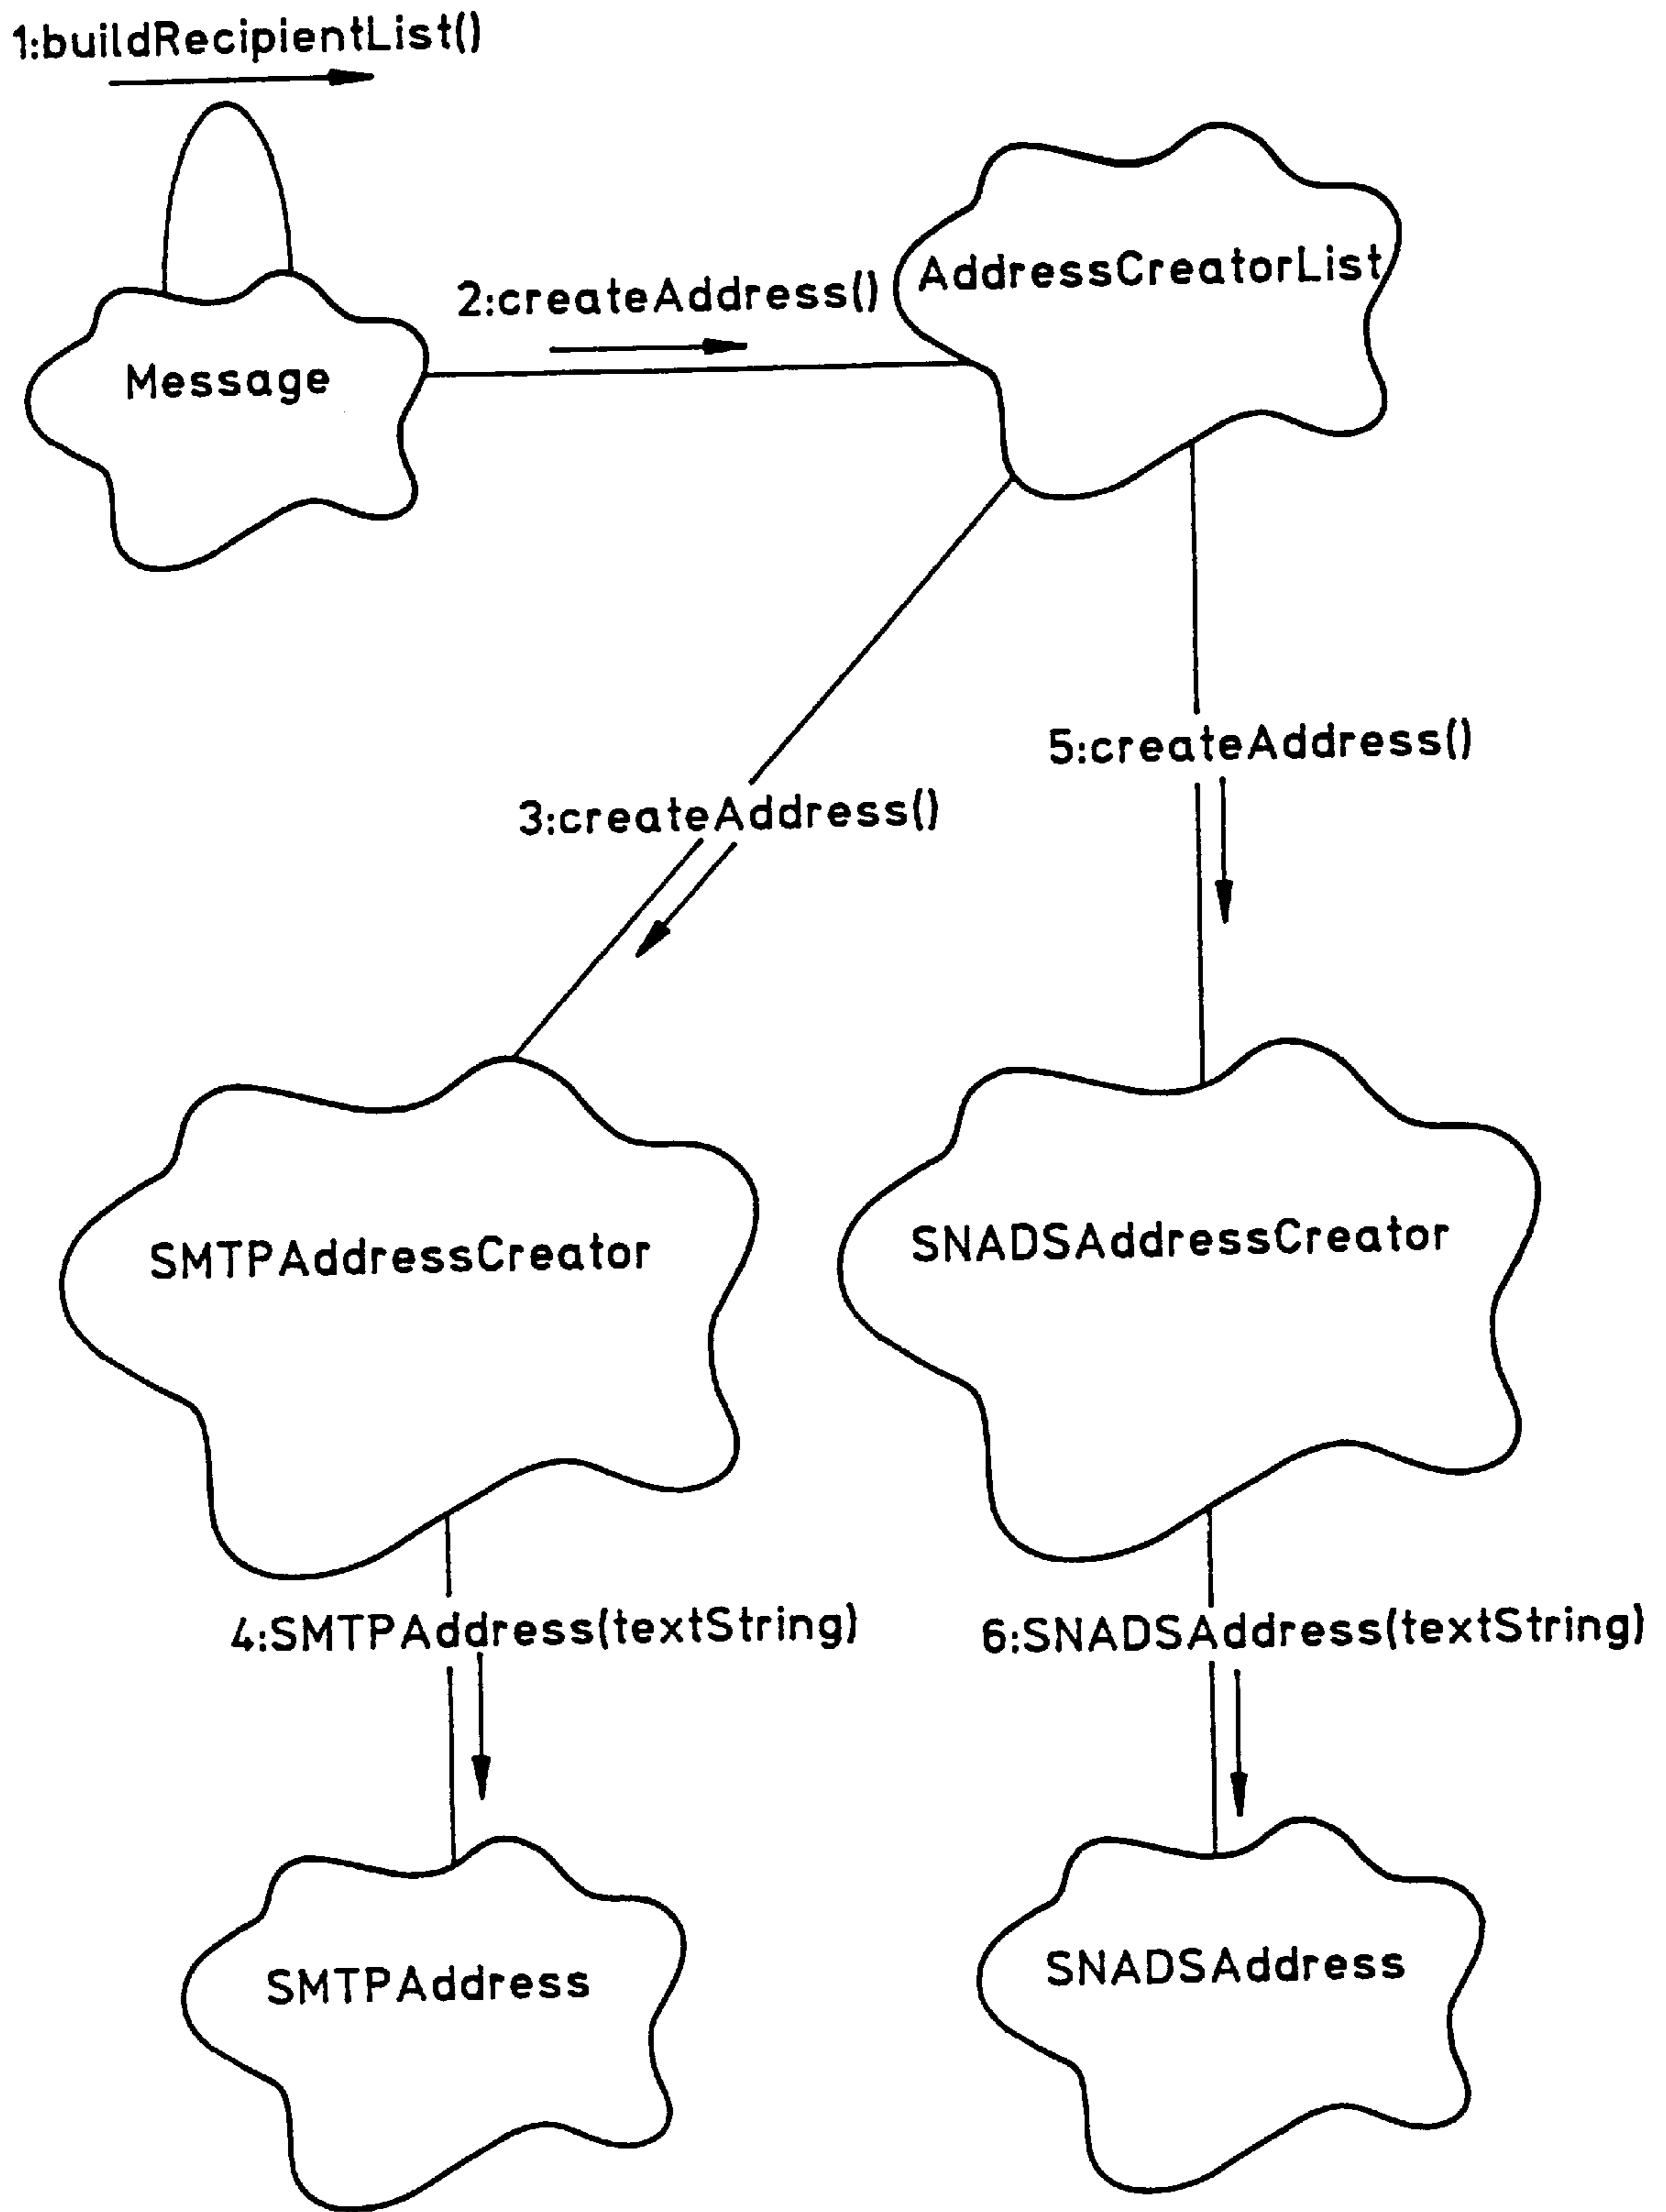 1:buildRecipientList()
AddressCreatorList
2:createAddress()
Message
5:createAddress()
3:createAddress()
SMTPAddressCreator
SNADSAddressCreator
4:SMTPAddress(textString)
6:SNADSAddress(textString)
SMTPAddress
SNADSAddress